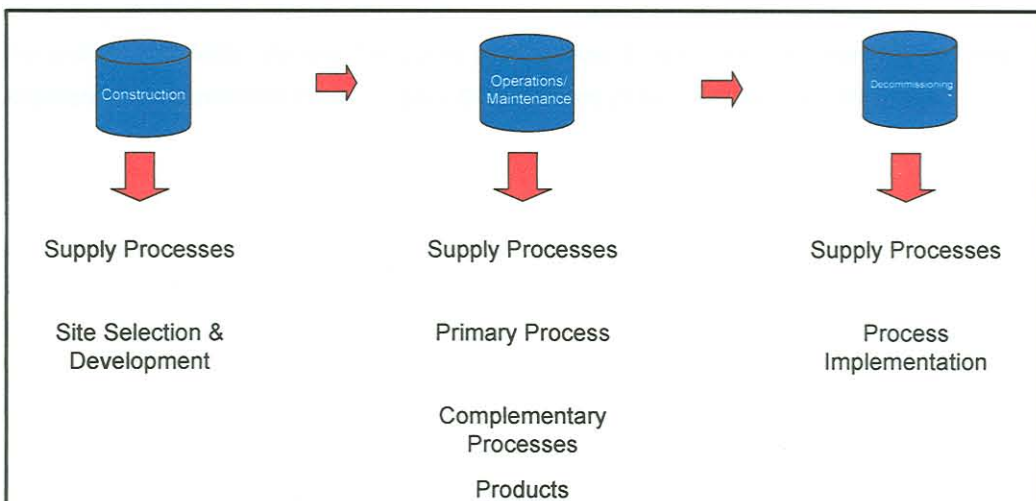 Construction
Operations/
Maintenance
Decommissioning
Supply Processes
Supply Processes
Supply Processes
Site Selection &
Development
Primary Process
Process
Implementation
Complementary
Processes
Products